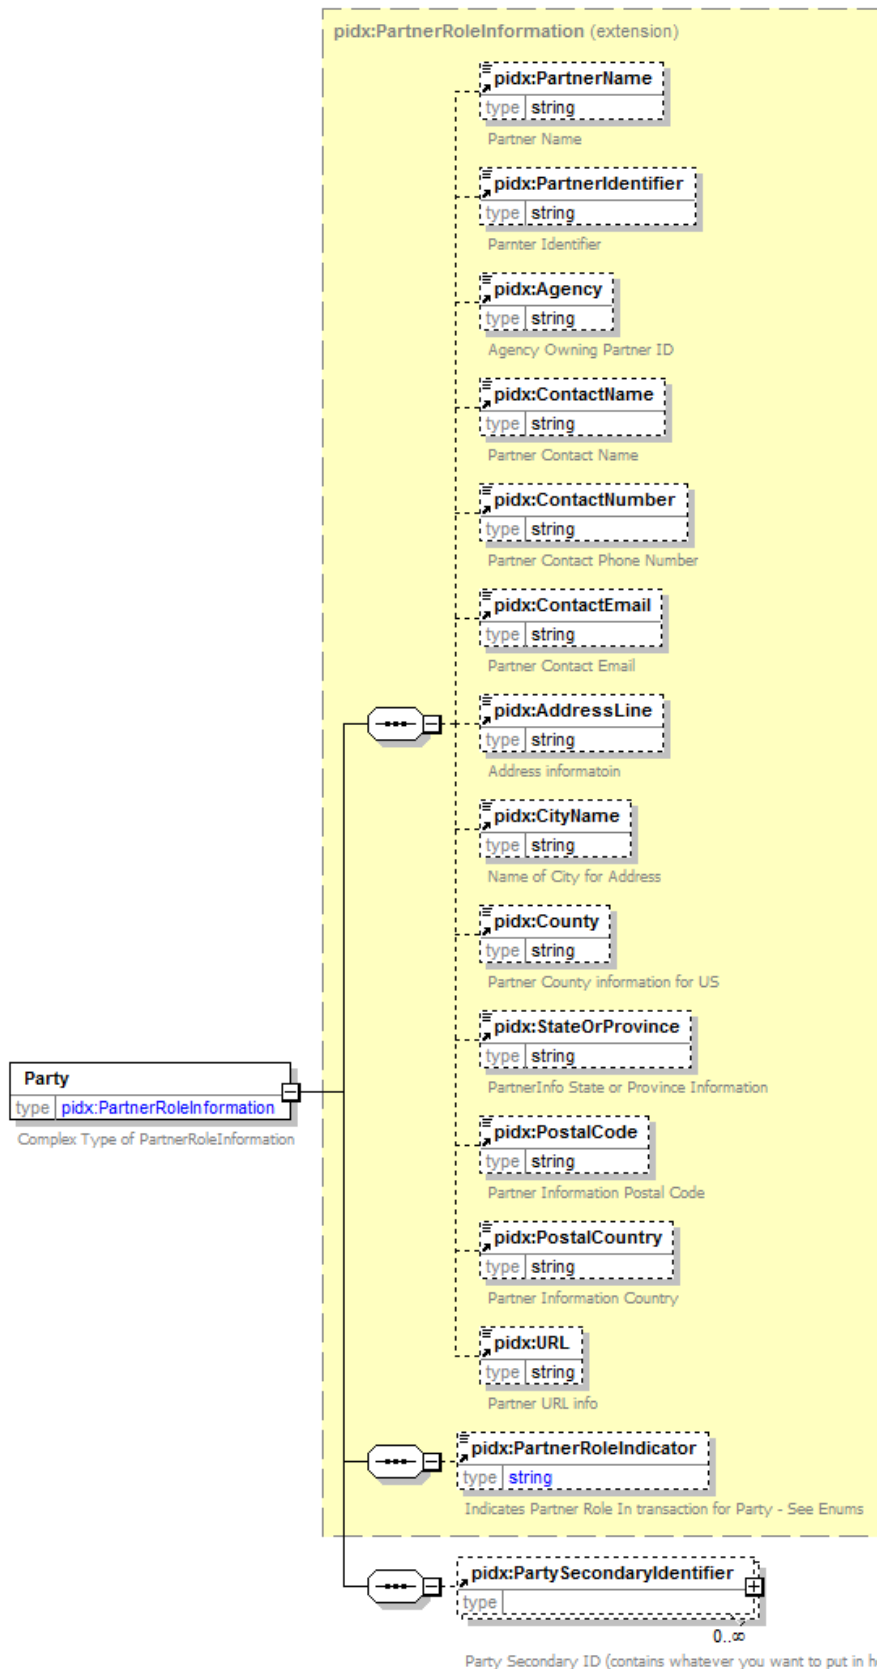 pidx:PartnerRoleInformation (extension)
pidx:PartnerName
type string
Partner Name
pidx:PartnerIdentifier
type string
Parnter Identifier
pidx:Agency
type string
Agency Owning Partner ID
pidx:ContactName
type string
Partner Contact Name
pidx:ContactNumber
type string
Partner Contact Phone Number
pidx:ContactEmail
type string
Partner Contact Email
pidx:AddressLine
type string
Address informatoin
pidx:CityName
type string
Name of City for Address
pidx:County
type string
Partner County information for US
pidx:StateOrProvince
type string
PartnerInfo State or Province Information
Party
type pidx:PartnerRoleInformation
Complex Type of PartnerRoleInformation
pidx:PostalCode
type string
Partner Information Postal Code
pidx:PostalCountry
type string
Partner Information Country
pidx:URL
type string
Partner URL info
pidx:PartnerRoleIndicator
type string
Indicates Partner Role In transaction for Party - See Enums
pidx:PartySecondaryIdentifier
type
0..∞
Party Secondary ID (contains whatever you want to put in h